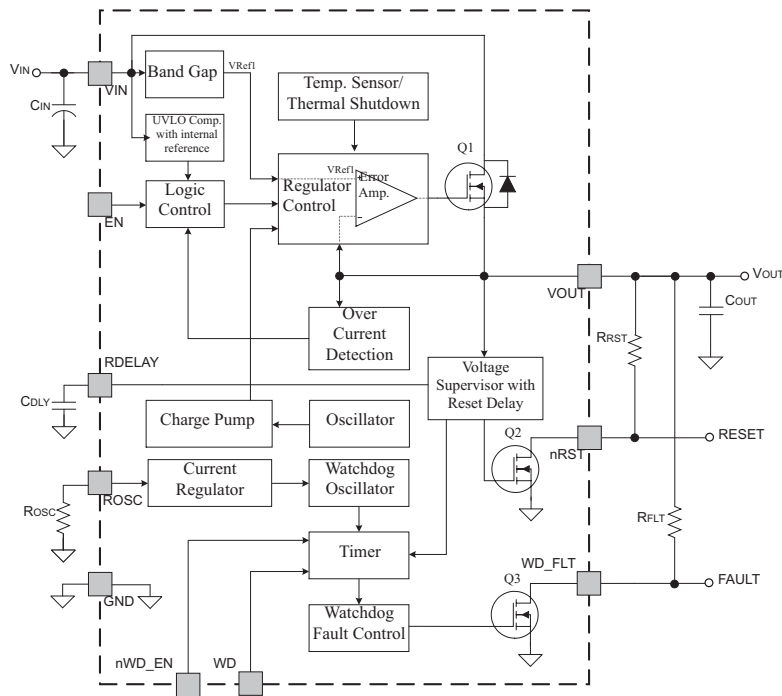 VIN
VIN
CIN
Band Gap
VRef1
Temp. Sensor/
Thermal Shutdown
UVLO Comp.
with internal
reference
Q1
EN
Logic
Control
Regulator
Control
VRef1
Error
Amp.
+
-
VOUT
VOUT
COUT
Over
Current
Detection
RRST
RDELAY
CDLY
Voltage
Supervisor with
Reset Delay
Charge Pump
Oscillator
Q2
nRST
RESET
ROSC
ROSC
Current
Regulator
Watchdog
Oscillator
RFLT
Timer
GND
Q3
WD_FLT
FAULT
Watchdog
Fault Control
nWD_EN
WD